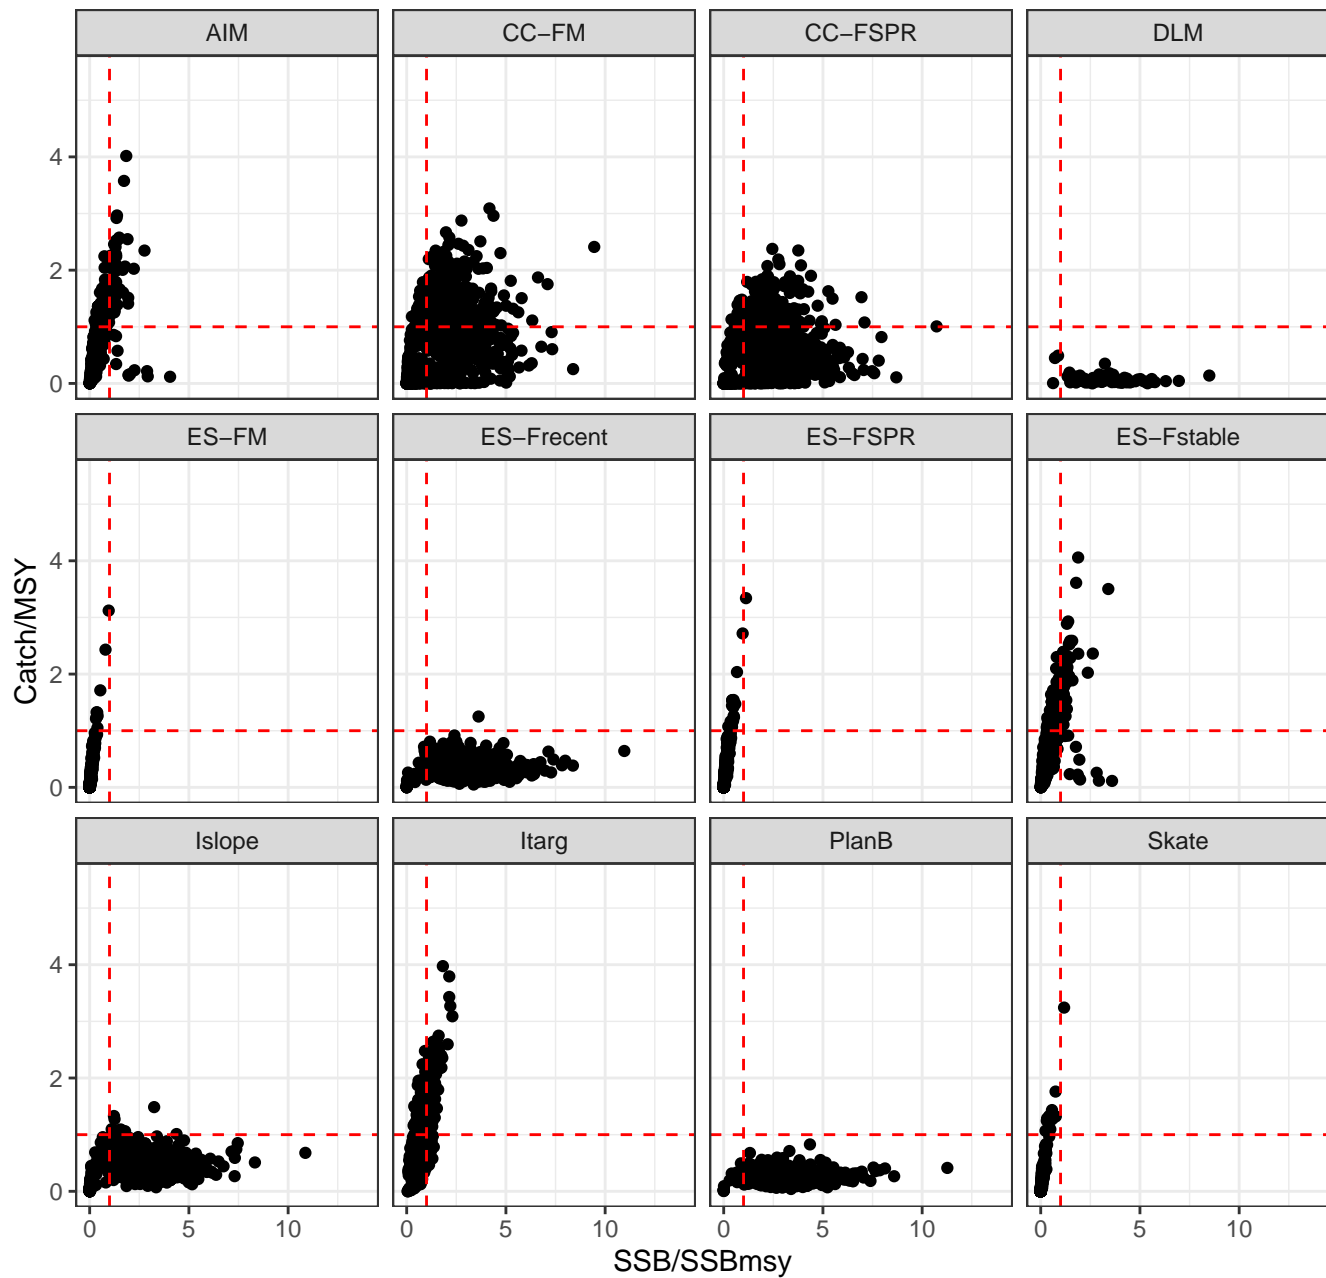 AIM CC−FM CC−FSPR DLM
4
2
0
ES−FM ES−Frecent ES−FSPR ES−Fstable
4
2
0
Catch/MSY
Islope Itarg PlanB Skate
4
2
0
0 5 10 0 5 10 0 5 10 0 5 10
SSB/SSBmsy